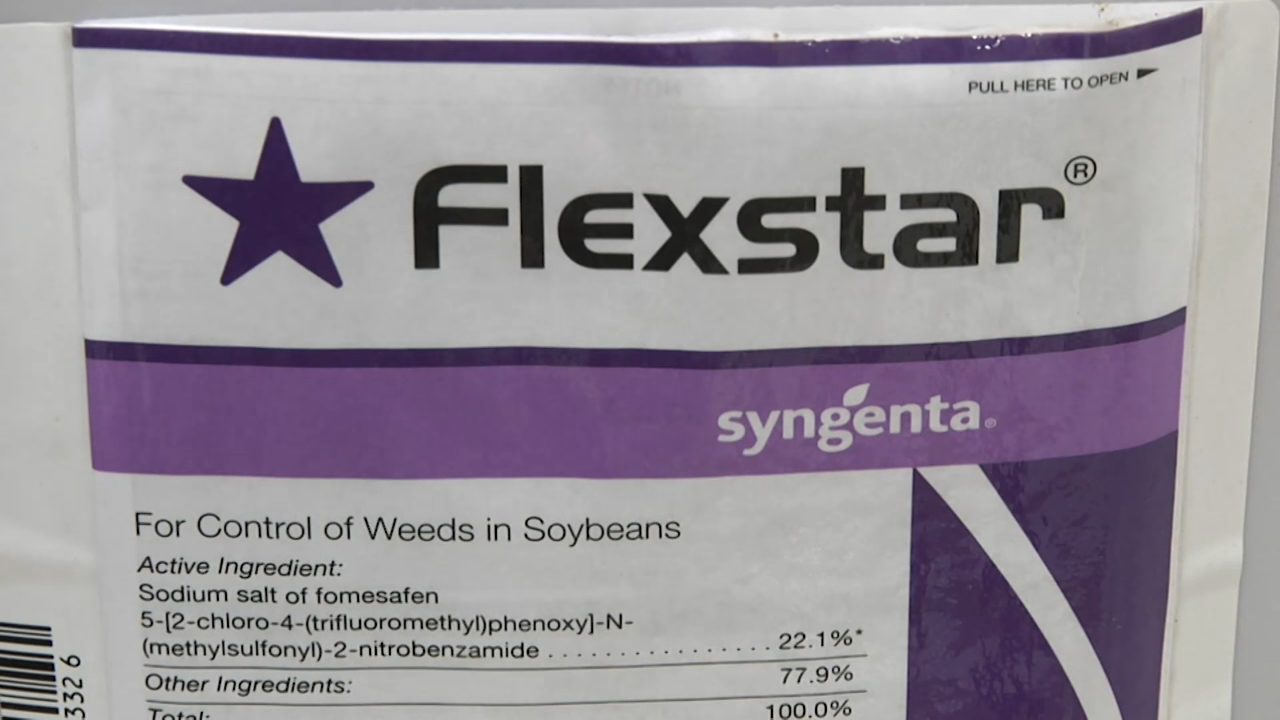 PULL HERE TO OPEN
Flexstar®
syngenta®
For Control of Weeds in Soybeans
Active Ingredient:
Sodium salt of fomesafen
5-[2-chloro-4-(trifluoromethyl)phenoxy]-N-
(methylsulfonyl)-2-nitrobenzamide . . . . . . . . . . . . . . . . . . . . . 22.1%*
Other Ingredients: 77.9%
Total: 100.0%
3326